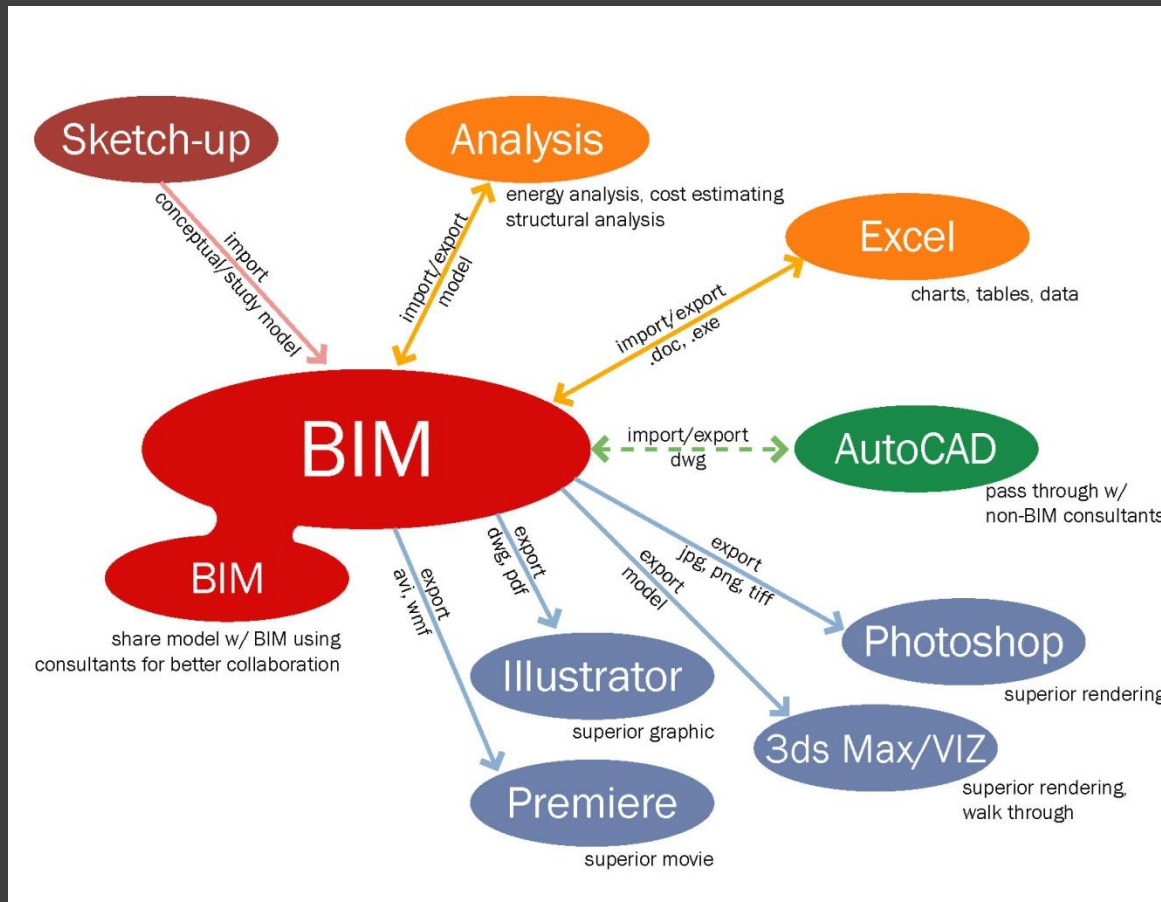 Sketch-up
import
conceptual/study model
Analysis
energy analysis, cost estimating
structural analysis
import/export
model
Excel
charts, tables, data
import/export
.doc, .exe
BIM
import/export
dwg
AutoCAD
pass through w/
non-BIM consultants
BIM
share model w/ BIM using
consultants for better collaboration
export
avi, wmf
export
dwg, pdf
export
model
export
jpg, png, tiff
Photoshop
superior rendering
Illustrator
superior graphic
3ds Max/VIZ
superior rendering,
walk through
Premiere
superior movie